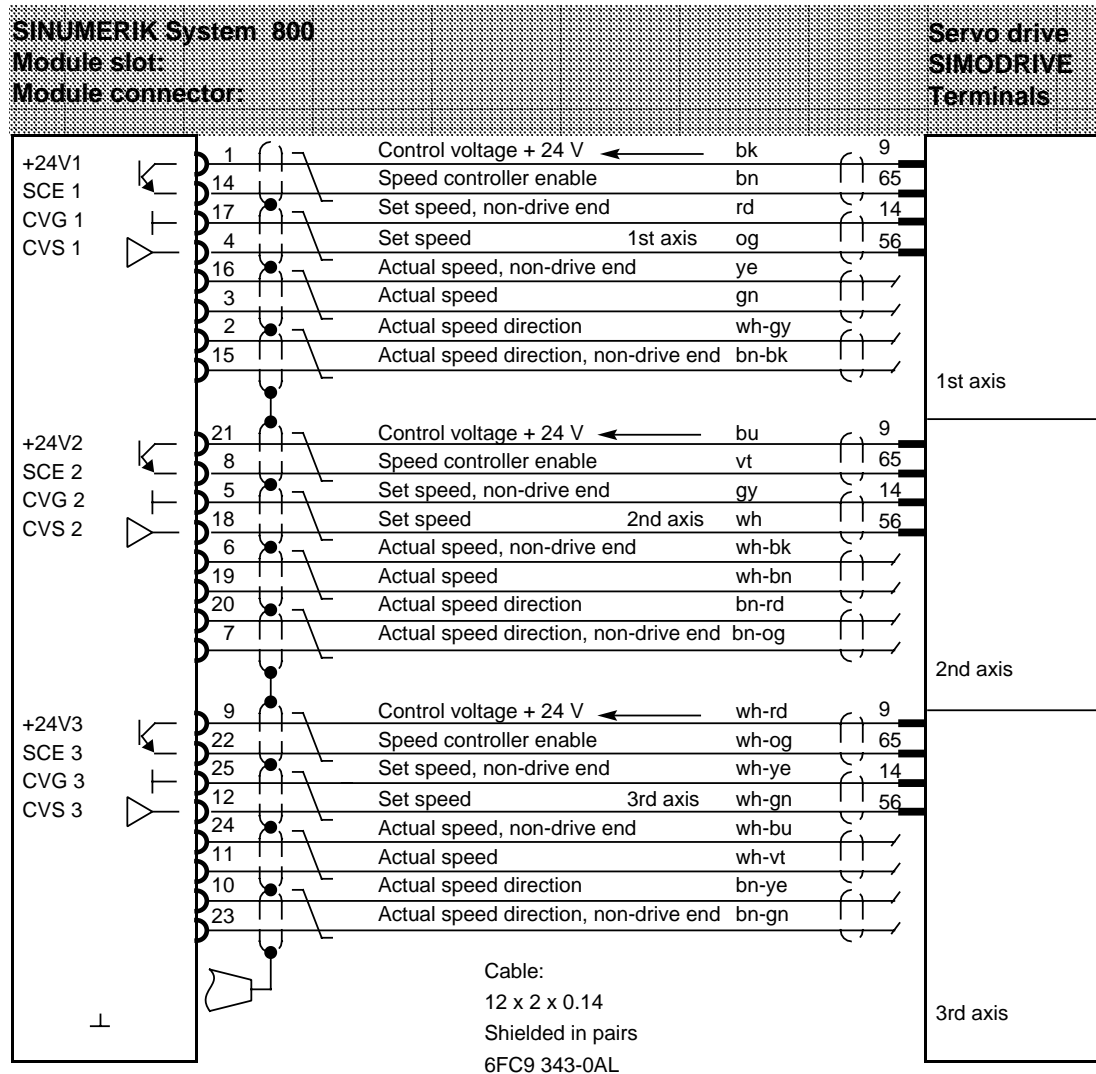 SINUMERIK System 800
Module slot:
Module connector:
Servo drive
SIMODRIVE
Terminals
+24V1 1 Control voltage + 24 V bk 9
SCE 1 14 Speed controller enable bn 65
CVG 1 17 Set speed, non-drive end rd 14
CVS 1 4 Set speed 1st axis og 56
16 Actual speed, non-drive end ye
3 Actual speed gn
2 Actual speed direction wh-gy
15 Actual speed direction, non-drive end bn-bk
1st axis
+24V2 21 Control voltage + 24 V bu 9
SCE 2 8 Speed controller enable vt 65
CVG 2 5 Set speed, non-drive end gy 14
CVS 2 18 Set speed 2nd axis wh 56
6 Actual speed, non-drive end wh-bk
19 Actual speed wh-bn
20 Actual speed direction bn-rd
7 Actual speed direction, non-drive end bn-og
2nd axis
+24V3 9 Control voltage + 24 V wh-rd 9
SCE 3 22 Speed controller enable wh-og 65
CVG 3 25 Set speed, non-drive end wh-ye 14
CVS 3 12 Set speed 3rd axis wh-gn 56
24 Actual speed, non-drive end wh-bu
11 Actual speed wh-vt
10 Actual speed direction bn-ye
23 Actual speed direction, non-drive end bn-gn
Cable:
12 x 2 x 0.14
Shielded in pairs
6FC9 343-0AL
3rd axis